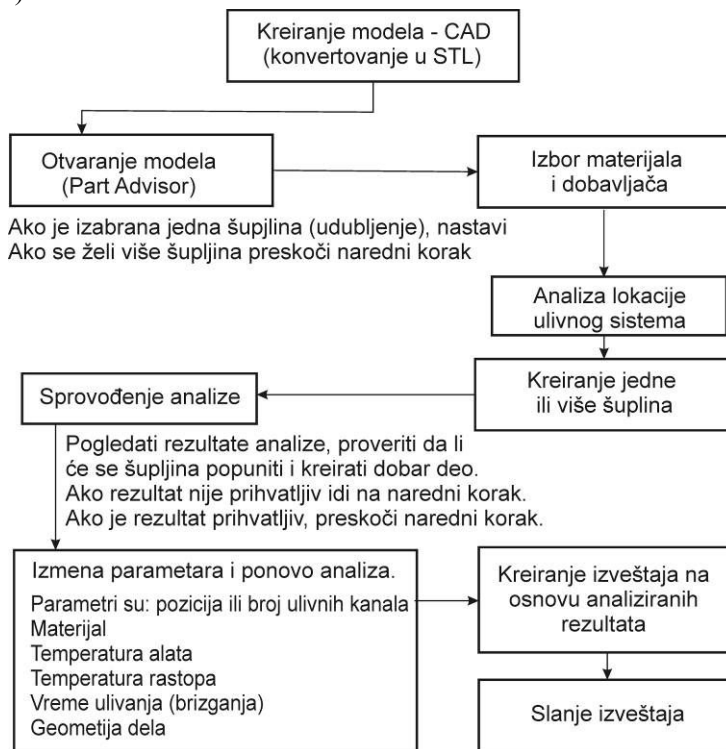 Kreiranje modela - CAD
(konvertovanje u STL)
Otvaranje modela
(Part Advisor)
Izbor materijala
i dobavljača
Ako je izabrana jedna šupjlina (udubljenje), nastavi
Ako se želi više šupljina preskoči naredni korak
Analiza lokacije
ulivnog sistema
Kreiranje jedne
ili više šuplina
Sprovođenje analize
Pogledati rezultate analize, proveriti da li
će se šupljina popuniti i kreirati dobar deo.
Ako rezultat nije prihvatljiv idi na naredni korak.
Ako je rezultat prihvatljiv, preskoči naredni korak.
Izmena parametara i ponovo analiza.
Parametri su: pozicija ili broj ulivnih kanala
Materijal
Temperatura alata
Temperatura rastopa
Vreme ulivanja (brizganja)
Geometija dela
Kreiranje izveštaja na
osnovu analiziranih
rezultata
Slanje izveštaja